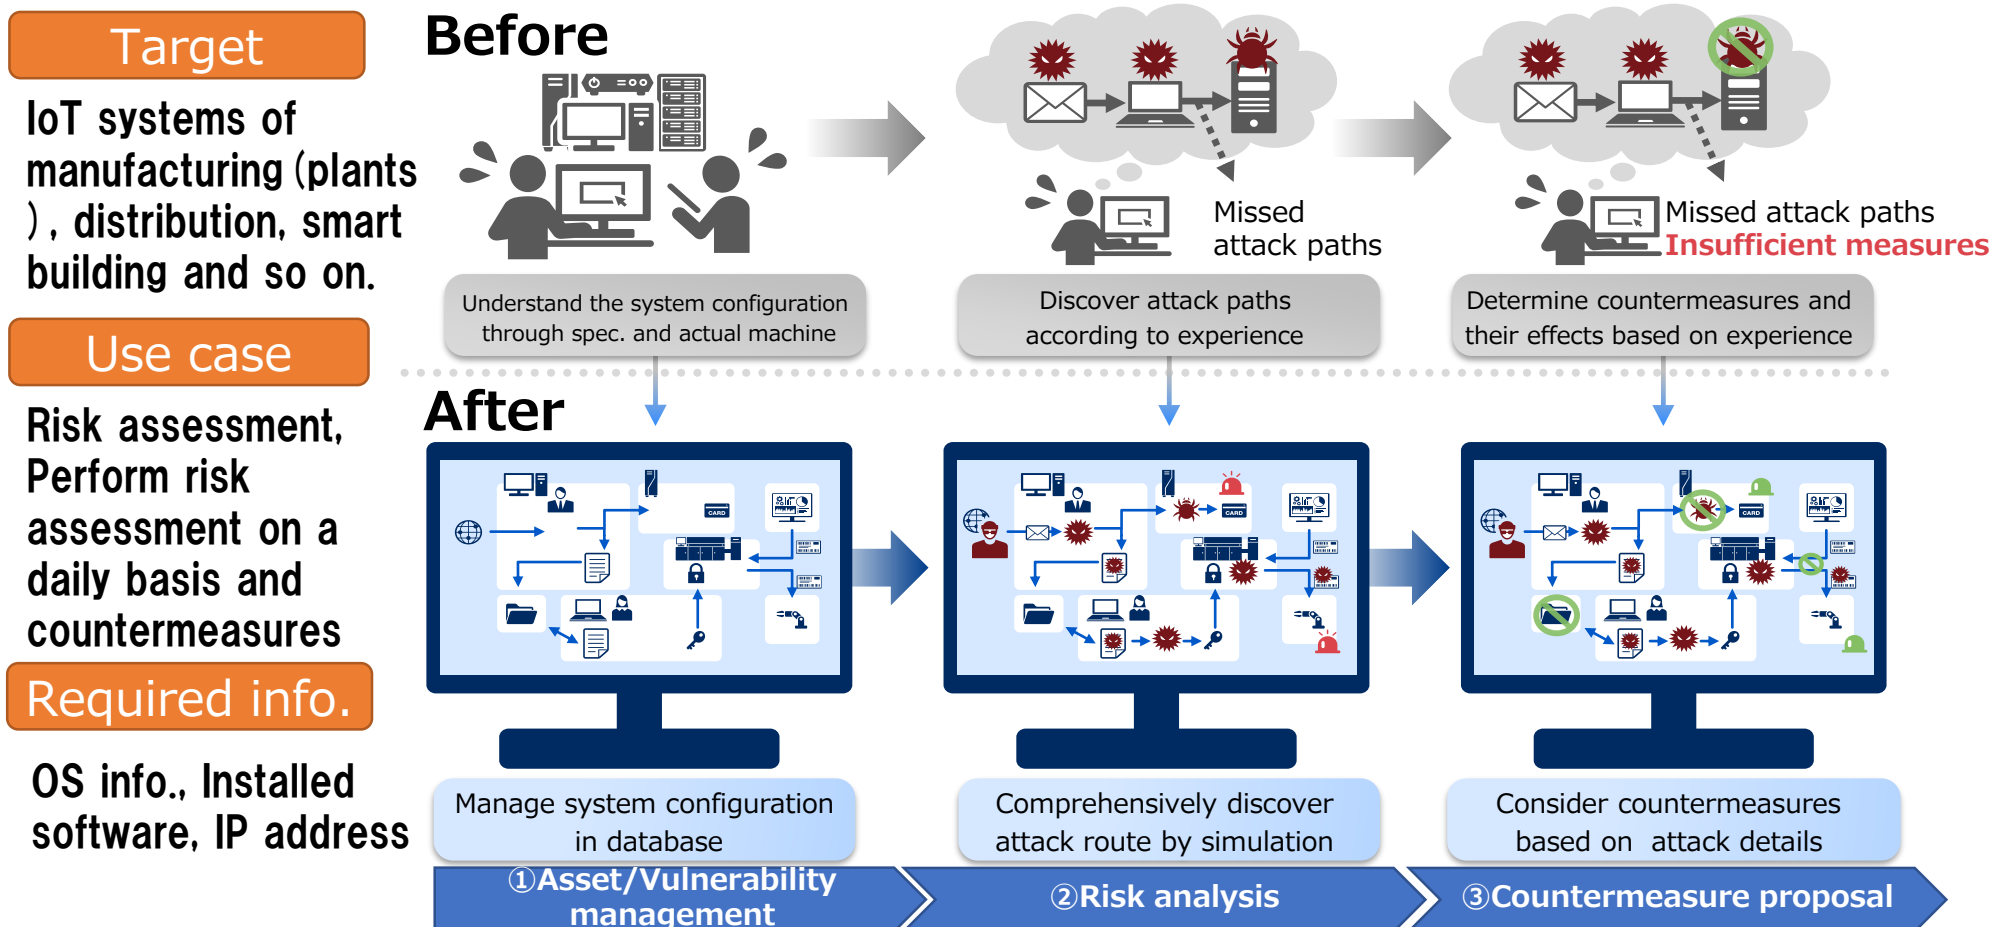 Target
IoT systems of
manufacturing (plants
), distribution, smart
building and so on.
Use case
Risk assessment,
Perform risk
assessment on a
daily basis and
countermeasures
Required info.
OS info., Installed
software, IP address
Before
Missed
attack paths
Missed attack paths
Insufficient measures
Understand the system configuration
through spec. and actual machine
Discover attack paths
according to experience
Determine countermeasures and
their effects based on experience
After
CARD
CARD
CARD
Manage system configuration
in database
Comprehensively discover
attack route by simulation
Consider countermeasures
based on attack details
①Asset/Vulnerability
management
②Risk analysis
③Countermeasure proposal